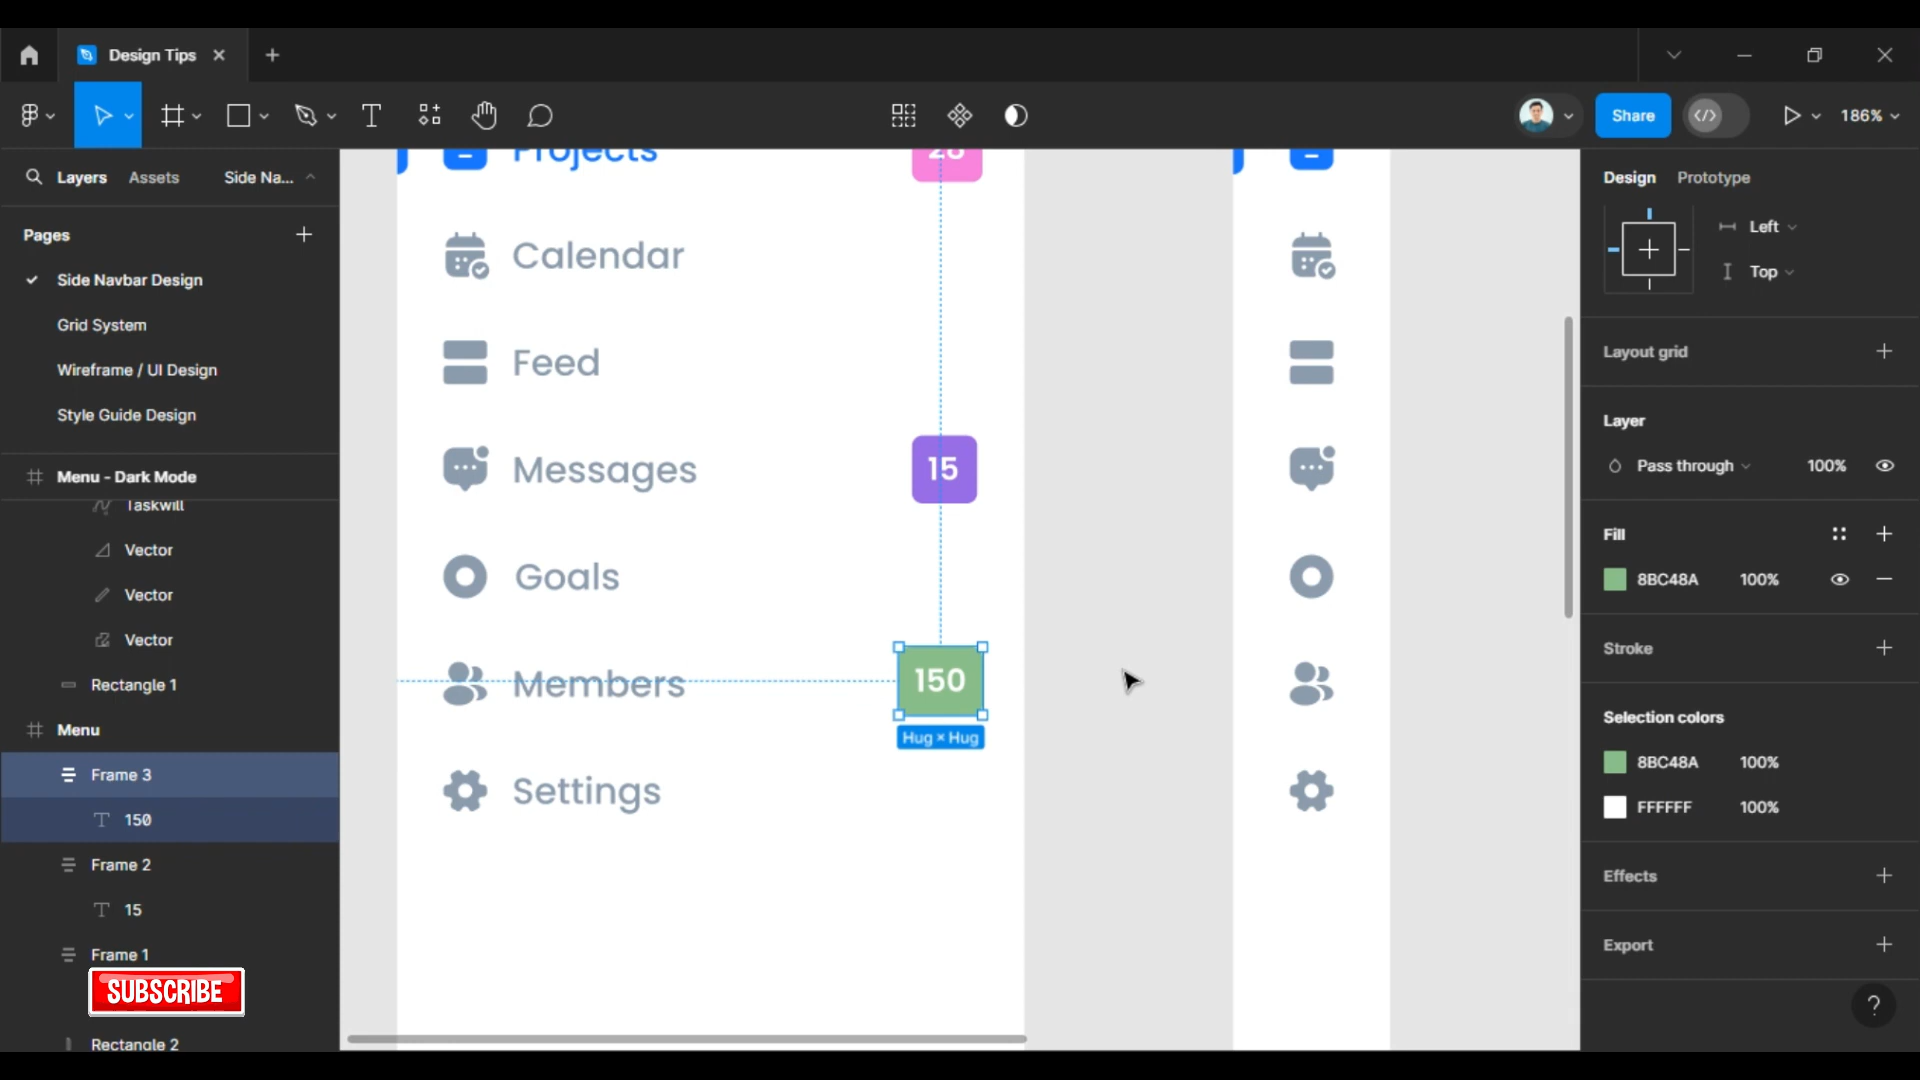 Design Tips
Share
186%
Layers
Assets
Side Na...
Pages
Side Navbar Design
Grid System
Wireframe / UI Design
Style Guide Design
Menu - Dark Mode
Taskwill
Vector
Vector
Vector
Rectangle 1
Menu
Frame 3
150
Frame 2
15
Frame 1
SUBSCRIBE
Rectangle 2
Projects
28
Calendar
Feed
Messages
15
Goals
Members
150
Hug × Hug
Settings
Design
Prototype
Left
Top
Layout grid
Layer
Pass through
100%
Fill
8BC48A
100%
Stroke
Selection colors
8BC48A
100%
FFFFFF
100%
Effects
Export
?